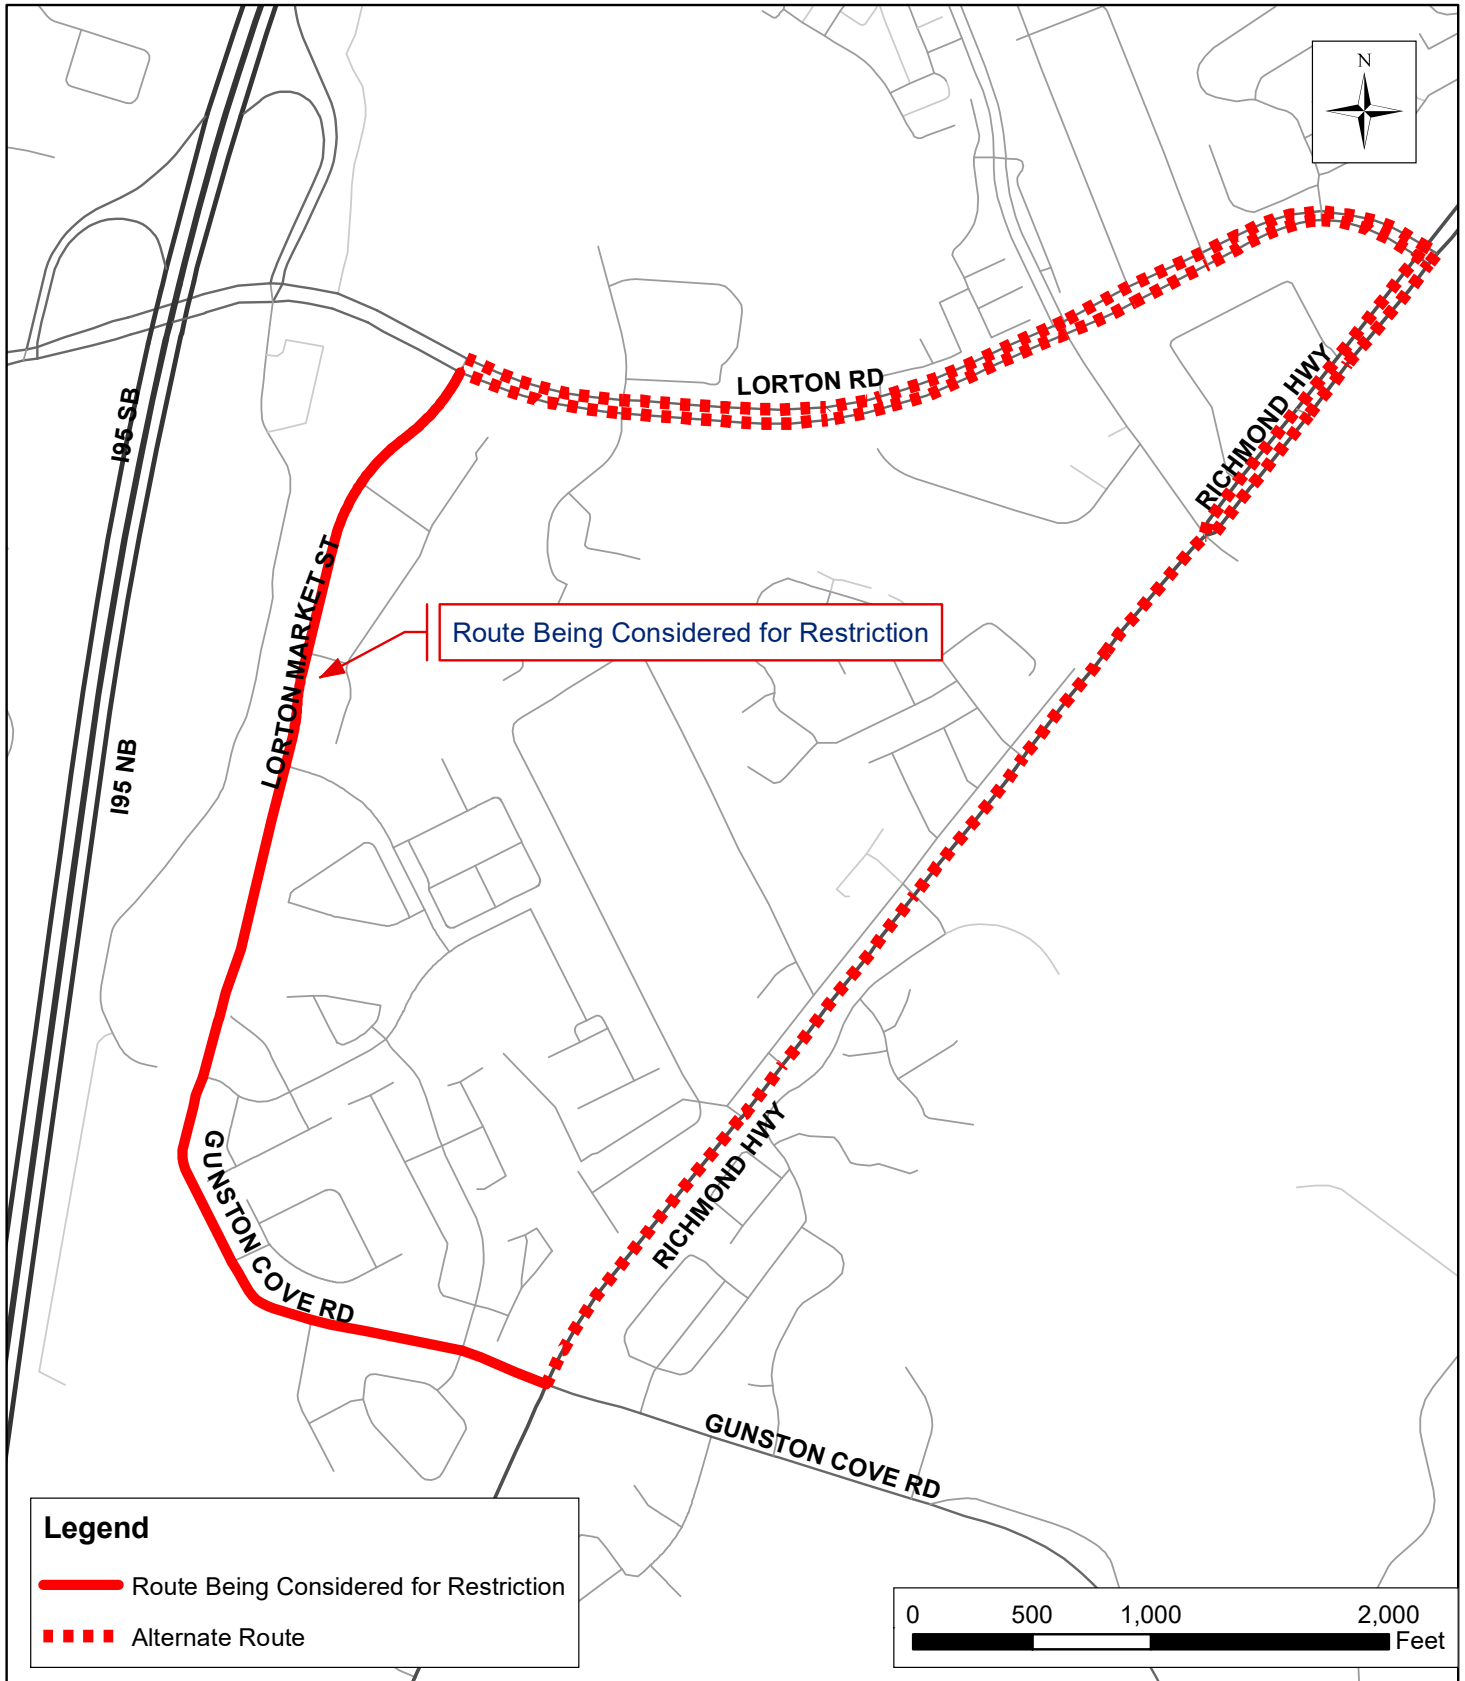 N
LORTON RD
RICHMOND HWY
I95 SB
LORTON MARKET ST
Route Being Considered for Restriction
I95 NB
RICHMOND HWY
GUNSTON COVE RD
GUNSTON COVE RD
Legend
Route Being Considered for Restriction
Alternate Route
0 500 1,000 2,000
Feet